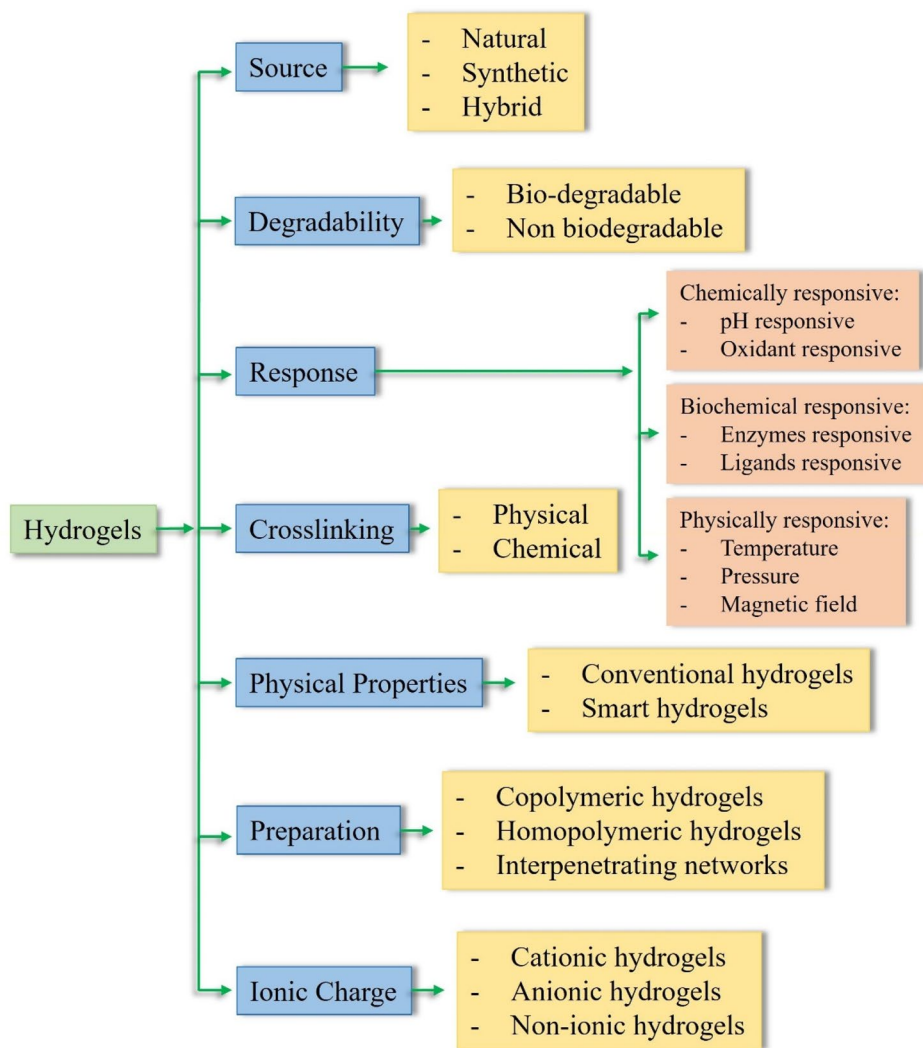 Hydrogels
Source
- Natural
- Synthetic
- Hybrid
Degradability
- Bio-degradable
- Non biodegradable
Response
Chemically responsive:
- pH responsive
- Oxidant responsive
Biochemical responsive:
- Enzymes responsive
- Ligands responsive
Physically responsive:
- Temperature
- Pressure
- Magnetic field
Crosslinking
- Physical
- Chemical
Physical Properties
- Conventional hydrogels
- Smart hydrogels
Preparation
- Copolymeric hydrogels
- Homopolymeric hydrogels
- Interpenetrating networks
Ionic Charge
- Cationic hydrogels
- Anionic hydrogels
- Non-ionic hydrogels